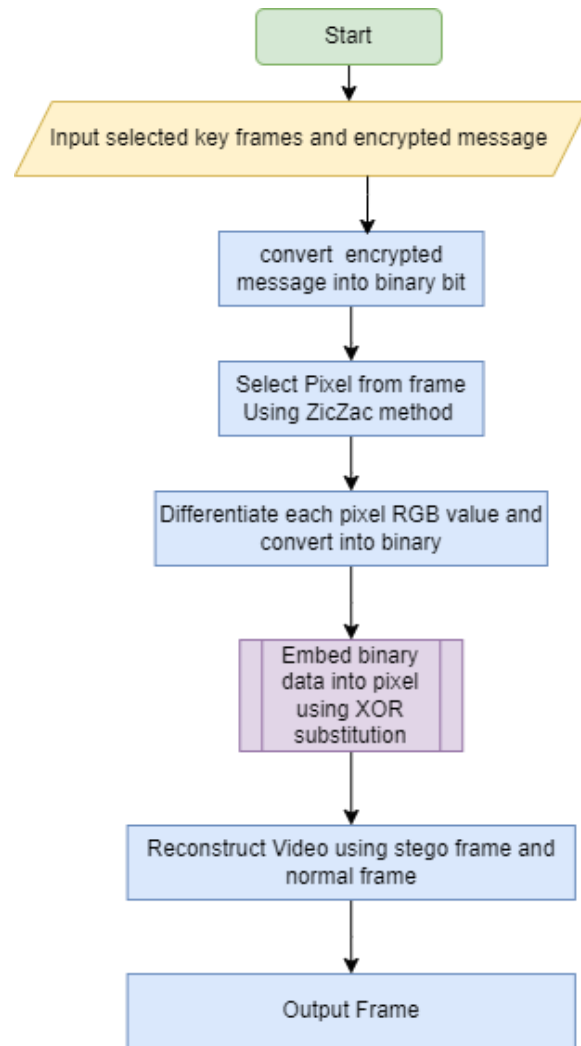 Start
Input selected key frames and encrypted message
convert encrypted
message into binary bit
Select Pixel from frame
Using ZicZac method
Differentiate each pixel RGB value and
convert into binary
Embed binary
data into pixel
using XOR
substitution
Reconstruct Video using stego frame and
normal frame
Output Frame